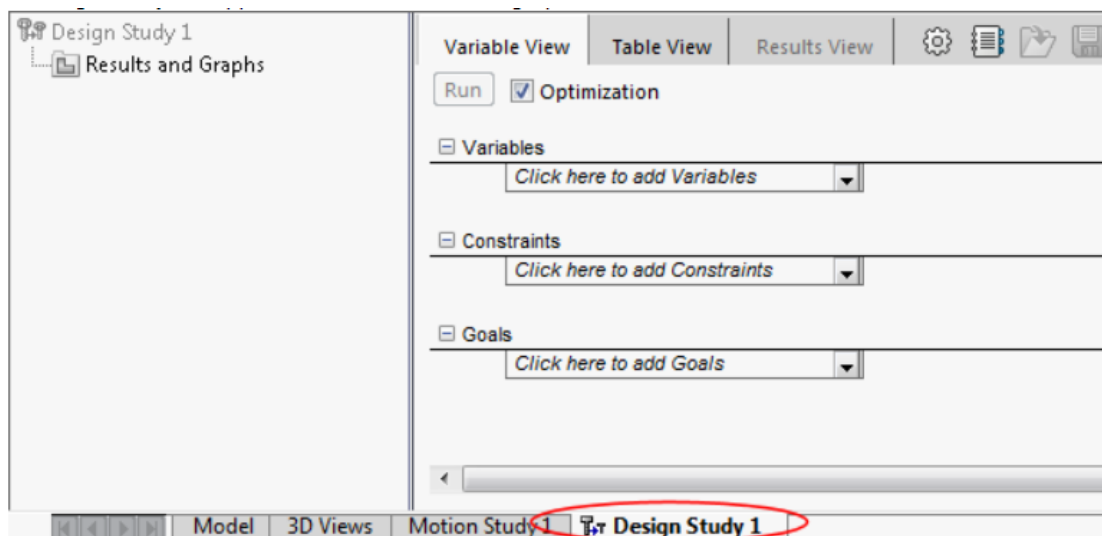 Design Study 1
Results and Graphs
Variable View Table View Results View
Run Optimization
Variables
Click here to add Variables
Constraints
Click here to add Constraints
Goals
Click here to add Goals
Model 3D Views Motion Study 1 Design Study 1